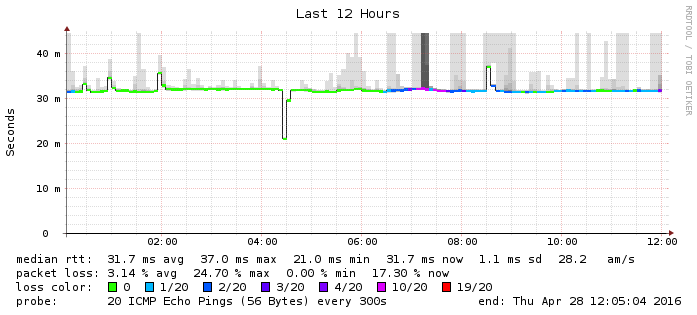 Last 12 Hours
RRDTOOL / TOBI OETIKER
Seconds
40 m
30 m
20 m
10 m
0
02:00 04:00 06:00 08:00 10:00 12:00
median rtt: 31.7 ms avg 37.0 ms max 21.0 ms min 31.7 ms now 1.1 ms sd 28.2 am/s
packet loss: 3.14 % avg 24.70 % max 0.00 % min 17.30 % now
loss color: 0 1/20 2/20 3/20 4/20 10/20 19/20
probe: 20 ICMP Echo Pings (56 Bytes) every 300s end: Thu Apr 28 12:05:04 2016